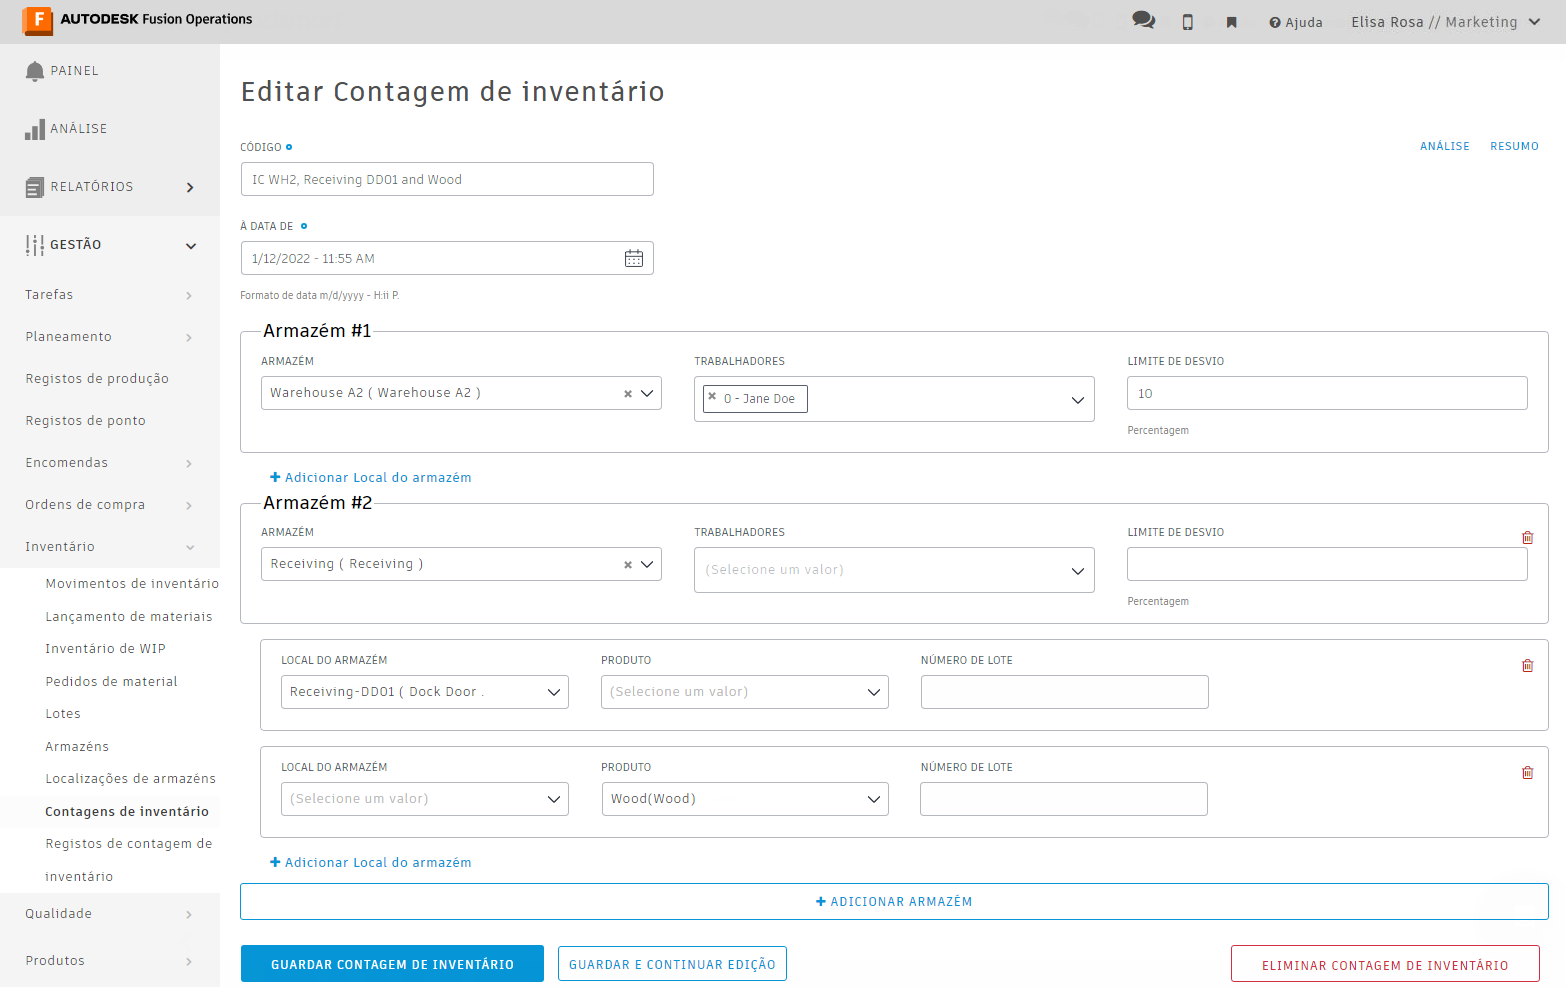 AUTODESK Fusion Operations
Ajuda
Elisa Rosa // Marketing
PAINEL
ANÁLISE
RELATÓRIOS
GESTÃO
Tarefas
Planeamento
Registos de produção
Registos de ponto
Encomendas
Ordens de compra
Inventário
Movimentos de inventário
Lançamento de materiais
Inventário de WIP
Pedidos de material
Lotes
Armazéns
Localizações de armazéns
Contagens de inventário
Registos de contagem de
inventário
Qualidade
Produtos
Editar Contagem de inventário
ANÁLISE RESUMO
CÓDIGO
IC WH2, Receiving DD01 and Wood
À DATA DE
1/12/2022 - 11:55 AM
Formato de data m/d/yyyy - H:ii P.
Armazém #1
ARMAZÉM TRABALHADORES LIMITE DE DESVIO
Warehouse A2 ( Warehouse A2 ) 0 - Jane Doe 10
Percentagem
Adicionar Local do armazém
Armazém #2
ARMAZÉM TRABALHADORES LIMITE DE DESVIO
Receiving ( Receiving ) (Selecione um valor)
Percentagem
LOCAL DO ARMAZÉM PRODUTO NÚMERO DE LOTE
Receiving-DD01 ( Dock Door . (Selecione um valor)
LOCAL DO ARMAZÉM PRODUTO NÚMERO DE LOTE
(Selecione um valor) Wood(Wood)
Adicionar Local do armazém
ADICIONAR ARMAZÉM
GUARDAR CONTAGEM DE INVENTÁRIO GUARDAR E CONTINUAR EDIÇÃO ELIMINAR CONTAGEM DE INVENTÁRIO